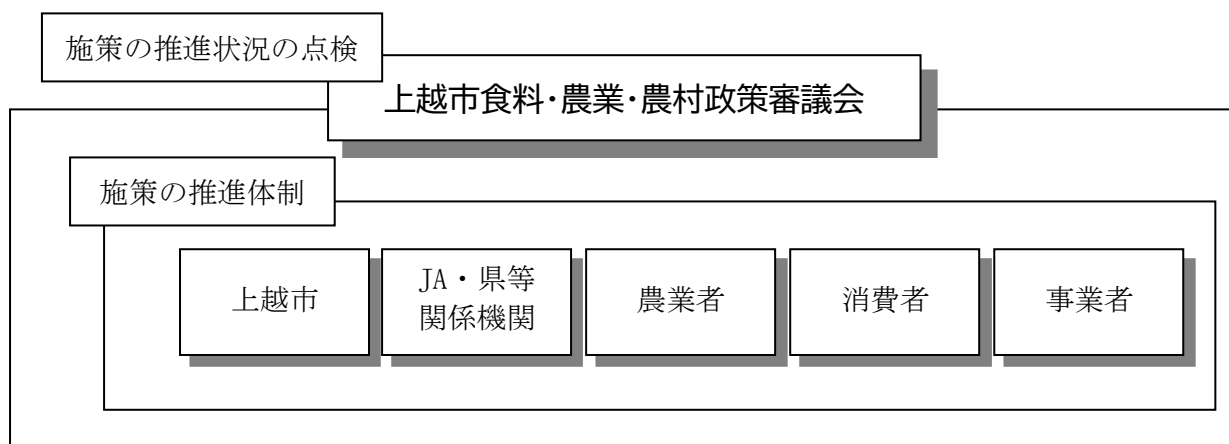 施策の推進状況の点検
上越市食料・農業・農村政策審議会
施策の推進体制
上越市
JA・県等
関係機関
農業者
消費者
事業者